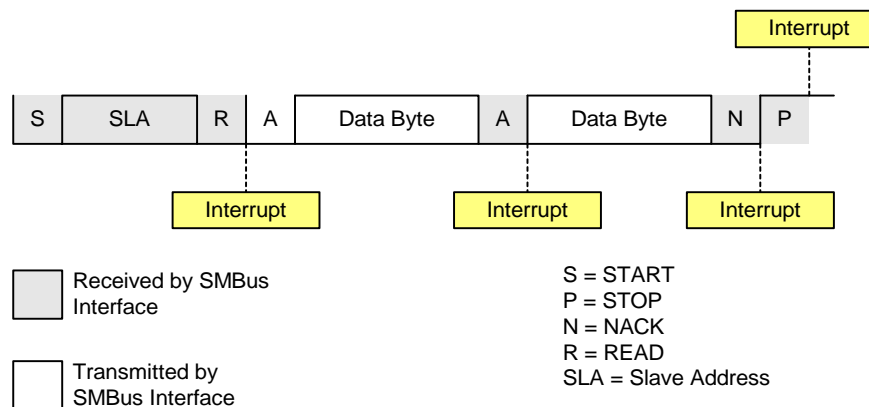 Interrupt
S SLA R A Data Byte A Data Byte N P
Interrupt Interrupt Interrupt
Received by SMBus
Interface
Transmitted by
SMBus Interface
S = START
P = STOP
N = NACK
R = READ
SLA = Slave Address